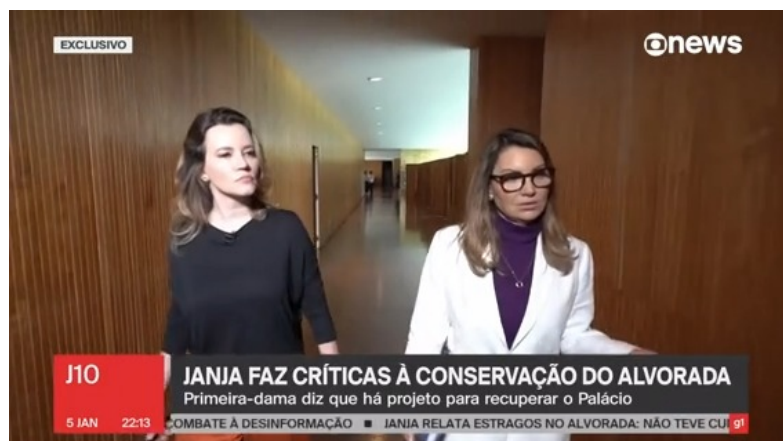 EXCLUSIVO
news
J10
JANJA FAZ CRÍTICAS À CONSERVAÇÃO DO ALVORADA
Primeira-dama diz que há projeto para recuperar o Palácio
5 JAN 22:13
COMBATE À DESINFORMAÇÃO ■ JANJA RELATA ESTRAGOS NO ALVORADA: NÃO TEVE CUI
g1